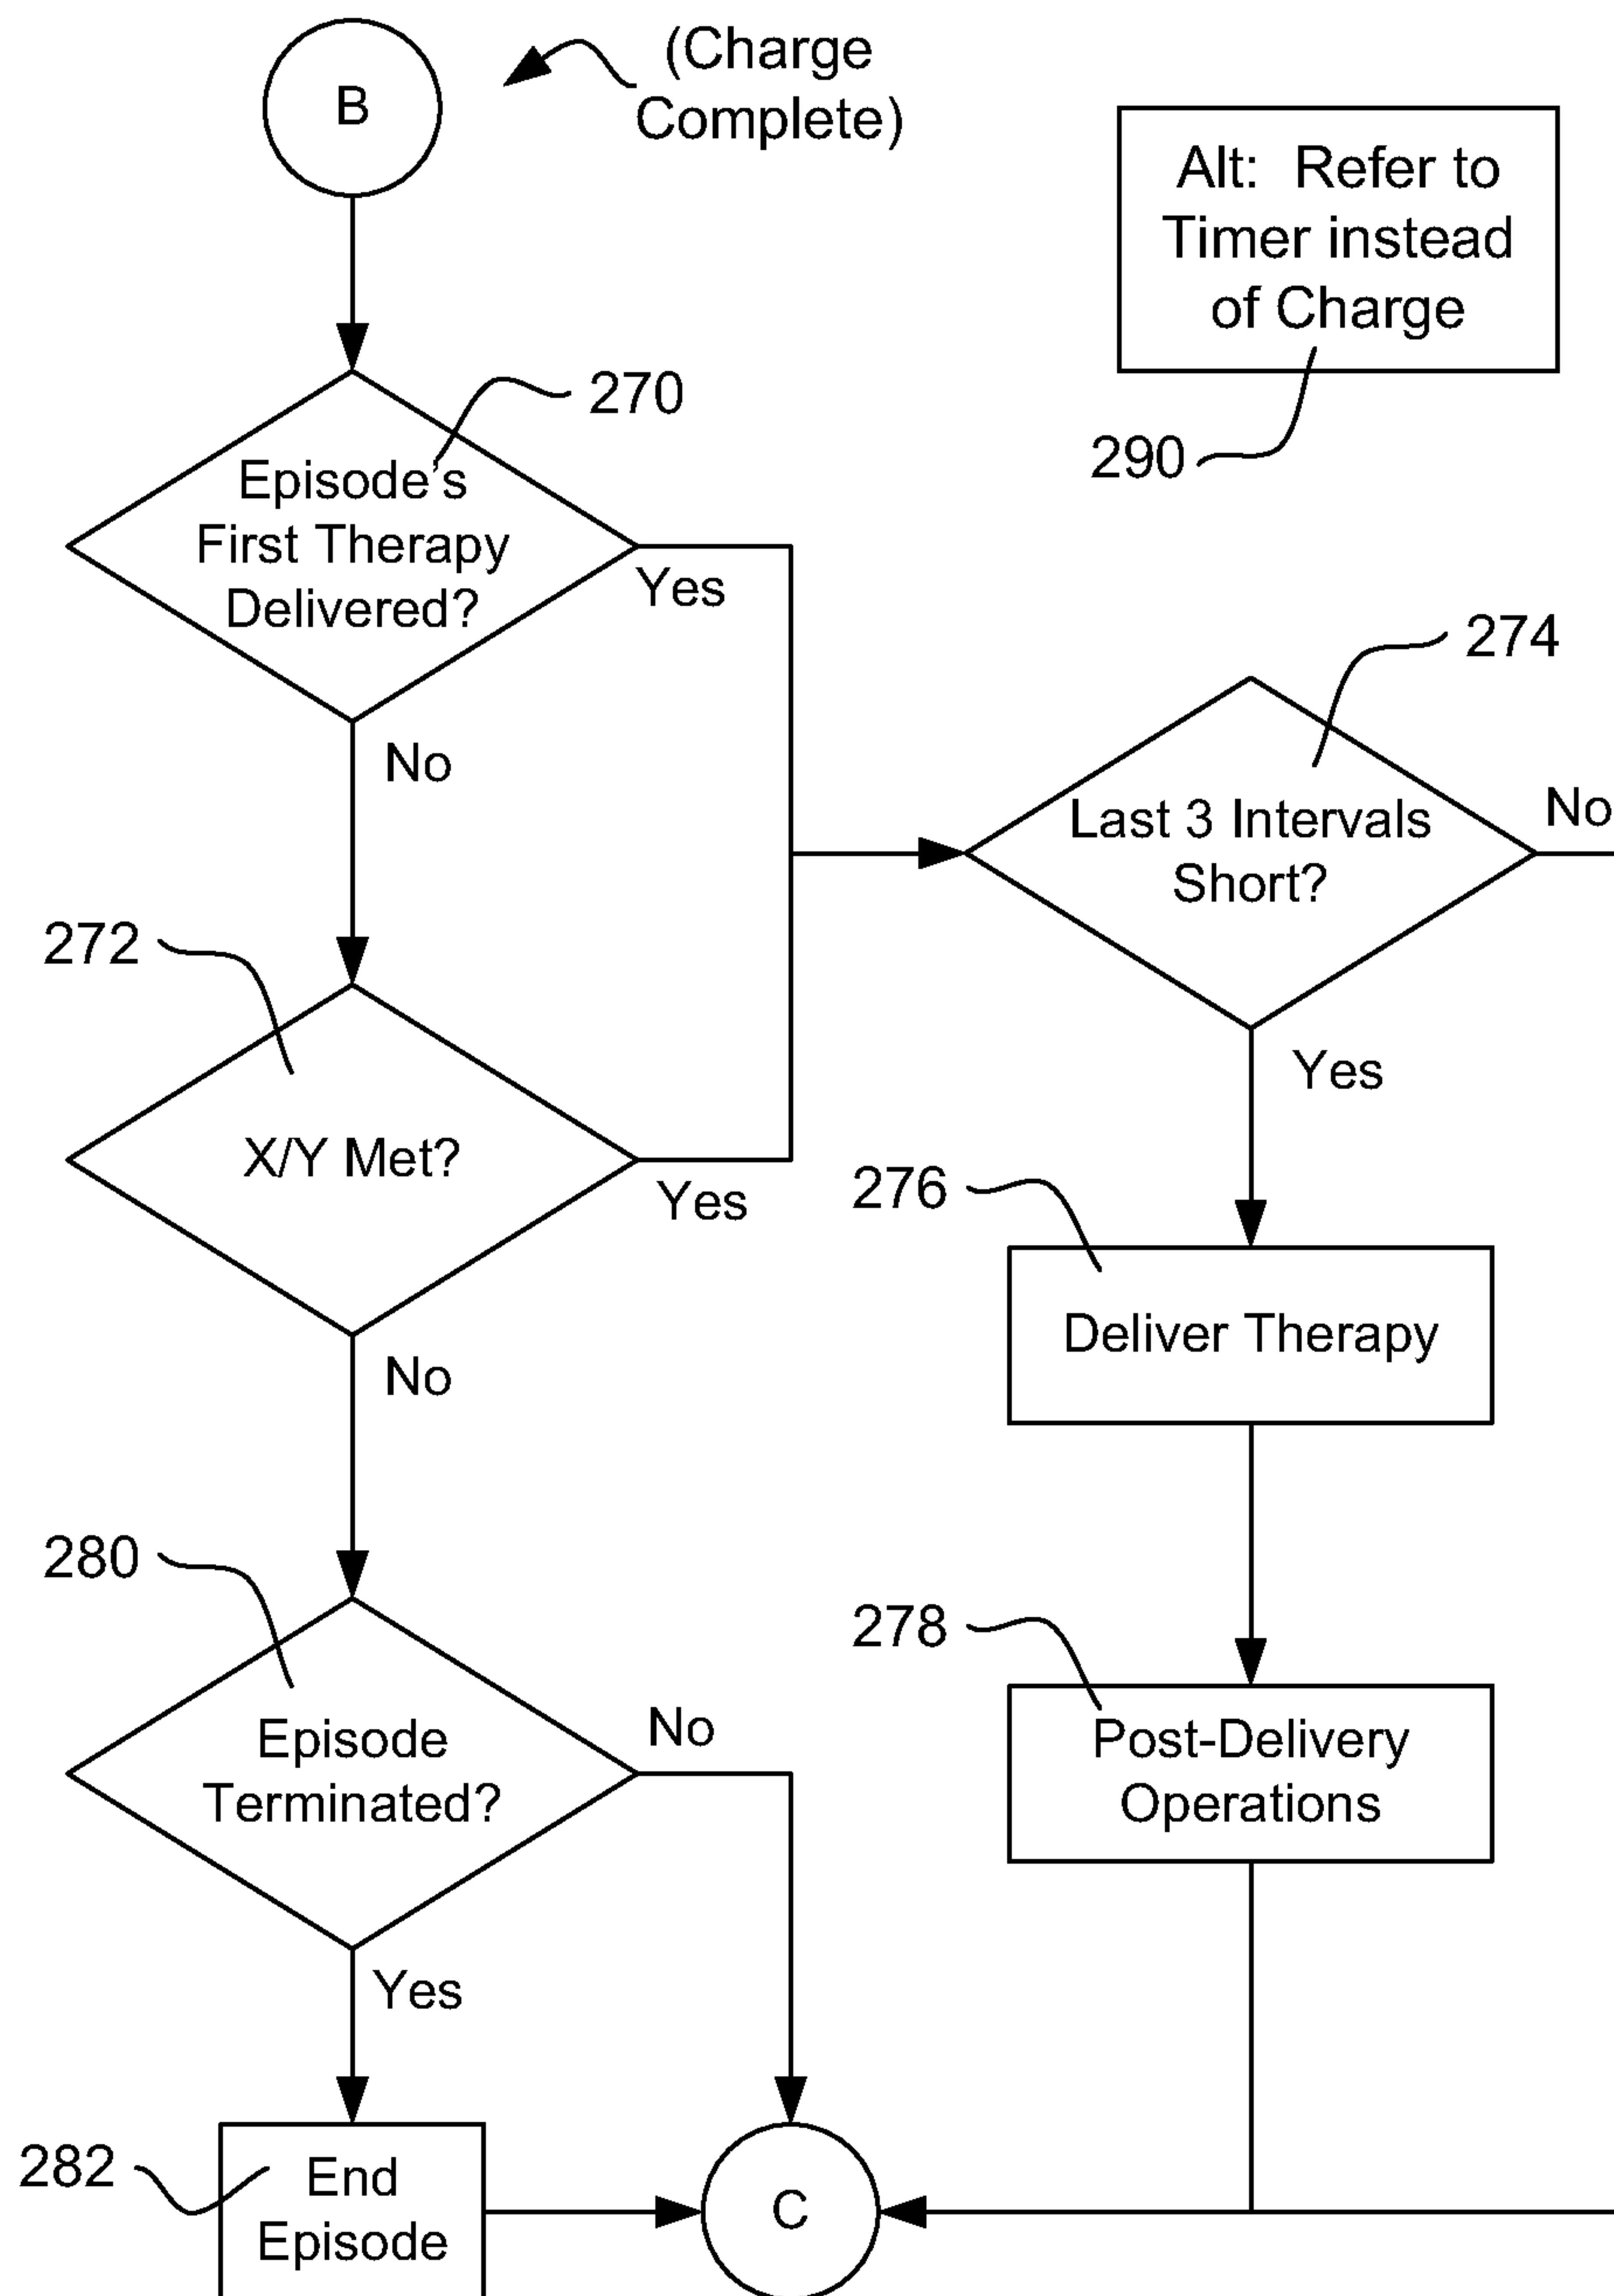 B
(Charge
Complete)
Alt: Refer to
Timer instead
of Charge
290
270
Episode's
First Therapy
Delivered?
Yes
No
274
Last 3 Intervals
Short?
No
Yes
272
X/Y Met?
Yes
No
276
Deliver Therapy
278
Post-Delivery
Operations
280
Episode
Terminated?
No
Yes
282
End
Episode
C